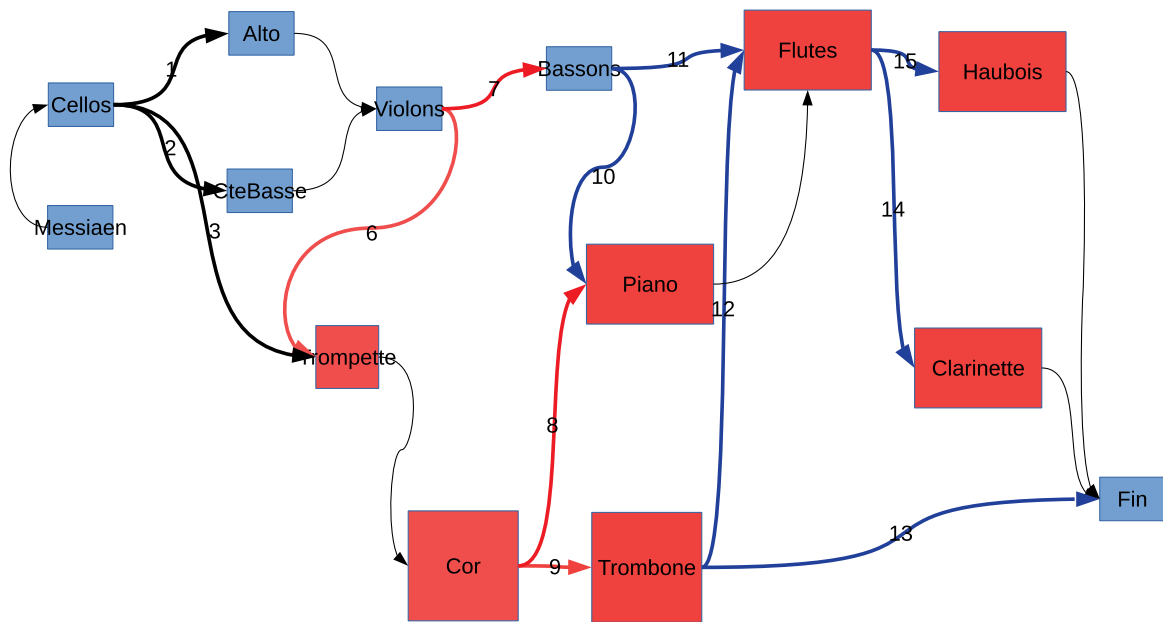 Alto
Flutes
11
15
Haubois
Bassons
1
7
Cellos
Violons
2
CteBasse
14
10
Messiaen
3
6
Piano
12
Trompette
Clarinette
8
Fin
13
Cor
9
Trombone